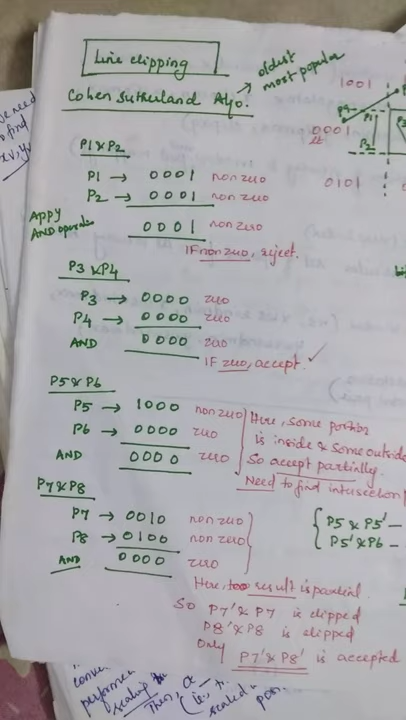 Line clipping
Cohen Sutherland Algo. → oldest
most popular
1001
P1 & P2
P1 → 0001 non zero
P2 → 0001 non zero
Appy
AND operator 0001 non zero
IF non zero, reject.
0001
P1
P2
0101
P3 & P4
P3 → 0000 zero
P4 → 0000 zero
AND 0000 zero
IF zero, accept. ✓
P5 & P6
P5 → 1000 non zero
P6 → 0000 zero
AND 0000 zero
Here, some portion
is inside & some outside
So accept partially.
Need to find intersection
P7 & P8
P7 → 0010 non zero
P8 → 0100 non zero
AND 0000 zero
P5 & P5' –
P5' & P6 –
Here, too result is partial.
So P7' & P7 is clipped
P8' & P8 is clipped
Only P7' & P8' is accepted